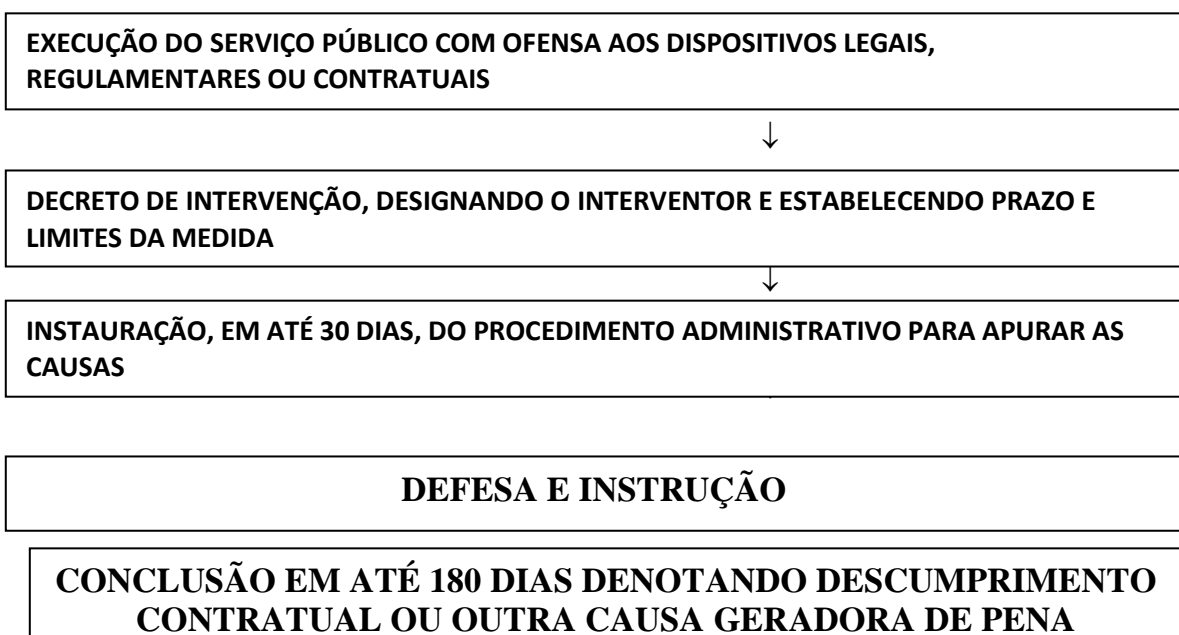 EXECUÇÃO DO SERVIÇO PÚBLICO COM OFENSA AOS DISPOSITIVOS LEGAIS,
REGULAMENTARES OU CONTRATUAIS
↓
DECRETO DE INTERVENÇÃO, DESIGNANDO O INTERVENTOR E ESTABELECENDO PRAZO E
LIMITES DA MEDIDA
↓
INSTAURAÇÃO, EM ATÉ 30 DIAS, DO PROCEDIMENTO ADMINISTRATIVO PARA APURAR AS
CAUSAS
DEFESA E INSTRUÇÃO
CONCLUSÃO EM ATÉ 180 DIAS DENOTANDO DESCUMPRIMENTO
CONTRATUAL OU OUTRA CAUSA GERADORA DE PENA